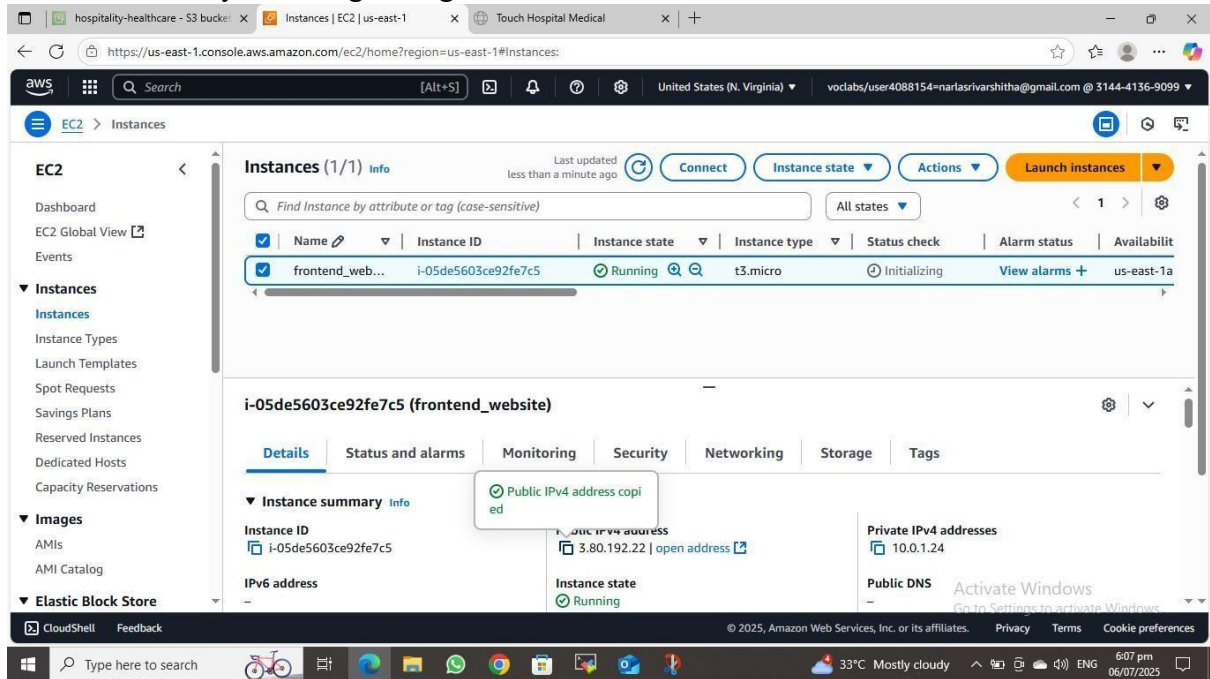 hospitality-healthcare - S3 bucket
Instances | EC2 | us-east-1
Touch Hospital Medical
https://us-east-1.console.aws.amazon.com/ec2/home?region=us-east-1#Instances:
aws
Search
[Alt+S]
United States (N. Virginia)
voclabs/user4088154=narlasrivarshitha@gmail.com @ 3144-4136-9099
EC2 > Instances
EC2
Dashboard
EC2 Global View
Events
Instances
Instances
Instance Types
Launch Templates
Spot Requests
Savings Plans
Reserved Instances
Dedicated Hosts
Capacity Reservations
Images
AMIs
AMI Catalog
Elastic Block Store
Instances (1/1) Info
Last updated
less than a minute ago
Connect
Instance state
Actions
Launch instances
Find Instance by attribute or tag (case-sensitive)
All states
1
Name
Instance ID
Instance state
Instance type
Status check
Alarm status
Availabilit
frontend_web...
i-05de5603ce92fe7c5
Running
t3.micro
Initializing
View alarms +
us-east-1a
i-05de5603ce92fe7c5 (frontend_website)
Details
Status and alarms
Monitoring
Security
Networking
Storage
Tags
Public IPv4 address copi
ed
Instance summary Info
Instance ID
i-05de5603ce92fe7c5
IPv6 address
–
3.80.192.22 | open address
Instance state
Running
Private IPv4 addresses
10.0.1.24
Public DNS
–
Activate Windows
Go to Settings to activate Windows.
CloudShell
Feedback
© 2025, Amazon Web Services, Inc. or its affiliates.
Privacy
Terms
Cookie preferences
Type here to search
33°C Mostly cloudy
ENG
6:07 pm
06/07/2025